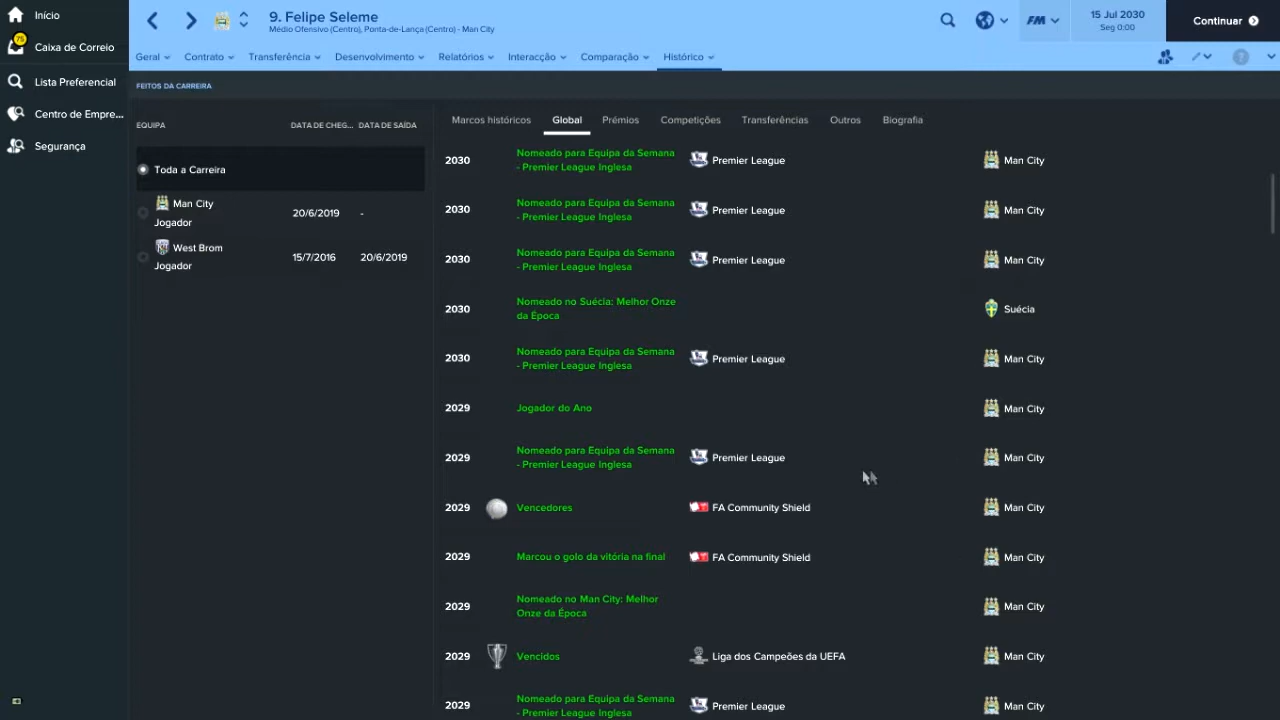 Início
75
Caixa de Correio
Lista Preferencial
Centro de Empre...
Segurança
9. Felipe Seleme
Médio Ofensivo (Centro), Ponta-de-Lança (Centro) - Man City
FM
15 Jul 2030
Seg 0:00
Continuar
Geral
Contrato
Transferência
Desenvolvimento
Relatórios
Interacção
Comparação
Histórico
?
FEITOS DA CARREIRA
EQUIPA
DATA DE CHEG...
DATA DE SAÍDA
Toda a Carreira
Man City
Jogador
20/6/2019
-
West Brom
Jogador
15/7/2016
20/6/2019
Marcos históricos
Global
Prémios
Competições
Transferências
Outros
Biografia
2030
Nomeado para Equipa da Semana
- Premier League Inglesa
Premier League
Man City
2030
Nomeado para Equipa da Semana
- Premier League Inglesa
Premier League
Man City
2030
Nomeado para Equipa da Semana
- Premier League Inglesa
Premier League
Man City
2030
Nomeado no Suécia: Melhor Onze
da Época
Suécia
2030
Nomeado para Equipa da Semana
- Premier League Inglesa
Premier League
Man City
2029
Jogador do Ano
Man City
2029
Nomeado para Equipa da Semana
- Premier League Inglesa
Premier League
Man City
2029
Vencedores
FA Community Shield
Man City
2029
Marcou o golo da vitória na final
FA Community Shield
Man City
2029
Nomeado no Man City: Melhor
Onze da Época
Man City
2029
Vencidos
Liga dos Campeões da UEFA
Man City
2029
Nomeado para Equipa da Semana
- Premier League Inglesa
Premier League
Man City